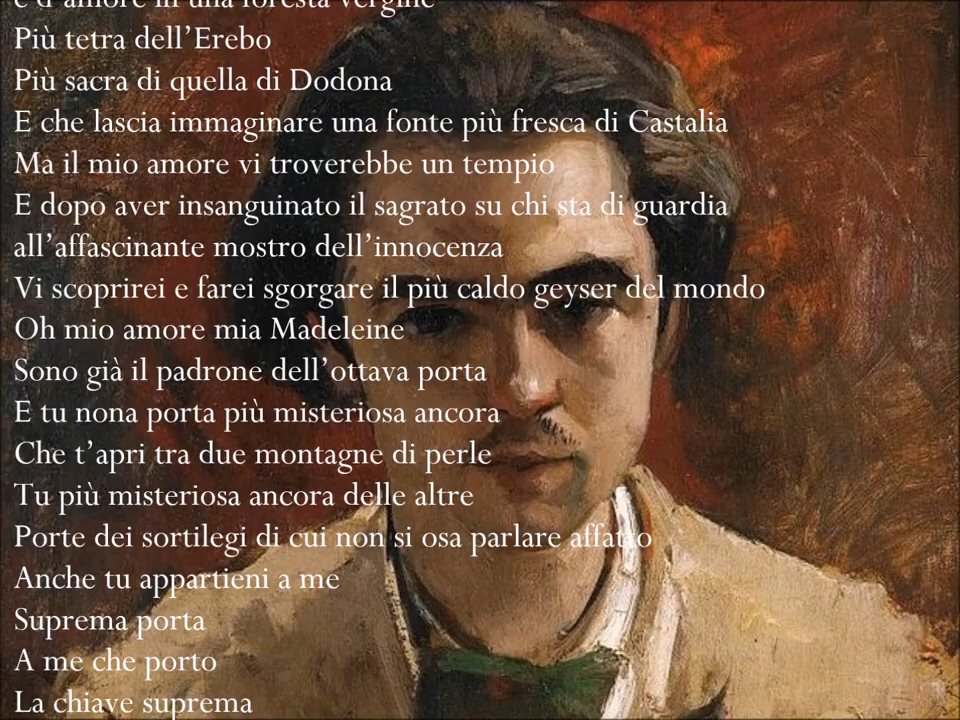 e d'amore in una foresta vergine
Più tetra dell'Erebo
Più sacra di quella di Dodona
E che lascia immaginare una fonte più fresca di Castalia
Ma il mio amore vi troverebbe un tempio
E dopo aver insanguinato il sagrato su chi sta di guardia
all'affascinante mostro dell'innocenza
Vi scoprirei e farei sgorgare il più caldo geyser del mondo
Oh mio amore mia Madeleine
Sono già il padrone dell'ottava porta
E tu nona porta più misteriosa ancora
Che t'apri tra due montagne di perle
Tu più misteriosa ancora delle altre
Porte dei sortilegi di cui non si osa parlare affatto
Anche tu appartieni a me
Suprema porta
A me che porto
La chiave suprema